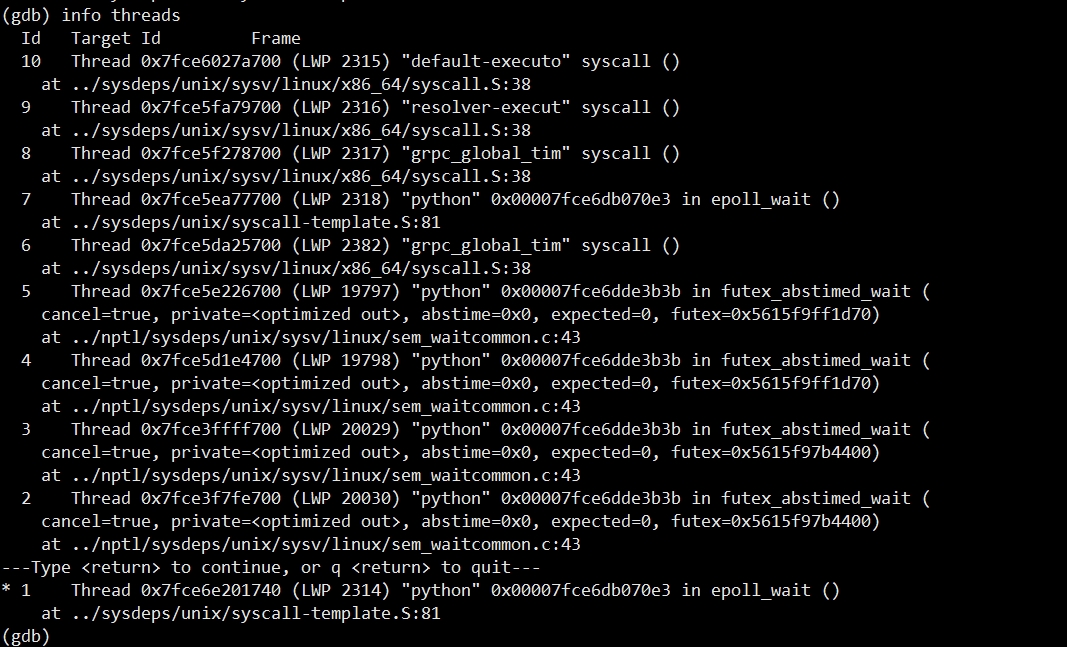 (gdb) info threads
  Id   Target Id         Frame
  10   Thread 0x7fce6027a700 (LWP 2315) "default-executo" syscall ()
    at ../sysdeps/unix/sysv/linux/x86_64/syscall.S:38
  9    Thread 0x7fce5fa79700 (LWP 2316) "resolver-execut" syscall ()
    at ../sysdeps/unix/sysv/linux/x86_64/syscall.S:38
  8    Thread 0x7fce5f278700 (LWP 2317) "grpc_global_tim" syscall ()
    at ../sysdeps/unix/sysv/linux/x86_64/syscall.S:38
  7    Thread 0x7fce5ea77700 (LWP 2318) "python" 0x00007fce6db070e3 in epoll_wait ()
    at ../sysdeps/unix/syscall-template.S:81
  6    Thread 0x7fce5da25700 (LWP 2382) "grpc_global_tim" syscall ()
    at ../sysdeps/unix/sysv/linux/x86_64/syscall.S:38
  5    Thread 0x7fce5e226700 (LWP 19797) "python" 0x00007fce6dde3b3b in futex_abstimed_wait (
    cancel=true, private=<optimized out>, abstime=0x0, expected=0, futex=0x5615f9ff1d70)
    at ../nptl/sysdeps/unix/sysv/linux/sem_waitcommon.c:43
  4    Thread 0x7fce5d1e4700 (LWP 19798) "python" 0x00007fce6dde3b3b in futex_abstimed_wait (
    cancel=true, private=<optimized out>, abstime=0x0, expected=0, futex=0x5615f9ff1d70)
    at ../nptl/sysdeps/unix/sysv/linux/sem_waitcommon.c:43
  3    Thread 0x7fce3ffff700 (LWP 20029) "python" 0x00007fce6dde3b3b in futex_abstimed_wait (
    cancel=true, private=<optimized out>, abstime=0x0, expected=0, futex=0x5615f97b4400)
    at ../nptl/sysdeps/unix/sysv/linux/sem_waitcommon.c:43
  2    Thread 0x7fce3f7fe700 (LWP 20030) "python" 0x00007fce6dde3b3b in futex_abstimed_wait (
    cancel=true, private=<optimized out>, abstime=0x0, expected=0, futex=0x5615f97b4400)
    at ../nptl/sysdeps/unix/sysv/linux/sem_waitcommon.c:43
---Type <return> to continue, or q <return> to quit---
* 1    Thread 0x7fce6e201740 (LWP 2314) "python" 0x00007fce6db070e3 in epoll_wait ()
    at ../sysdeps/unix/syscall-template.S:81
(gdb)